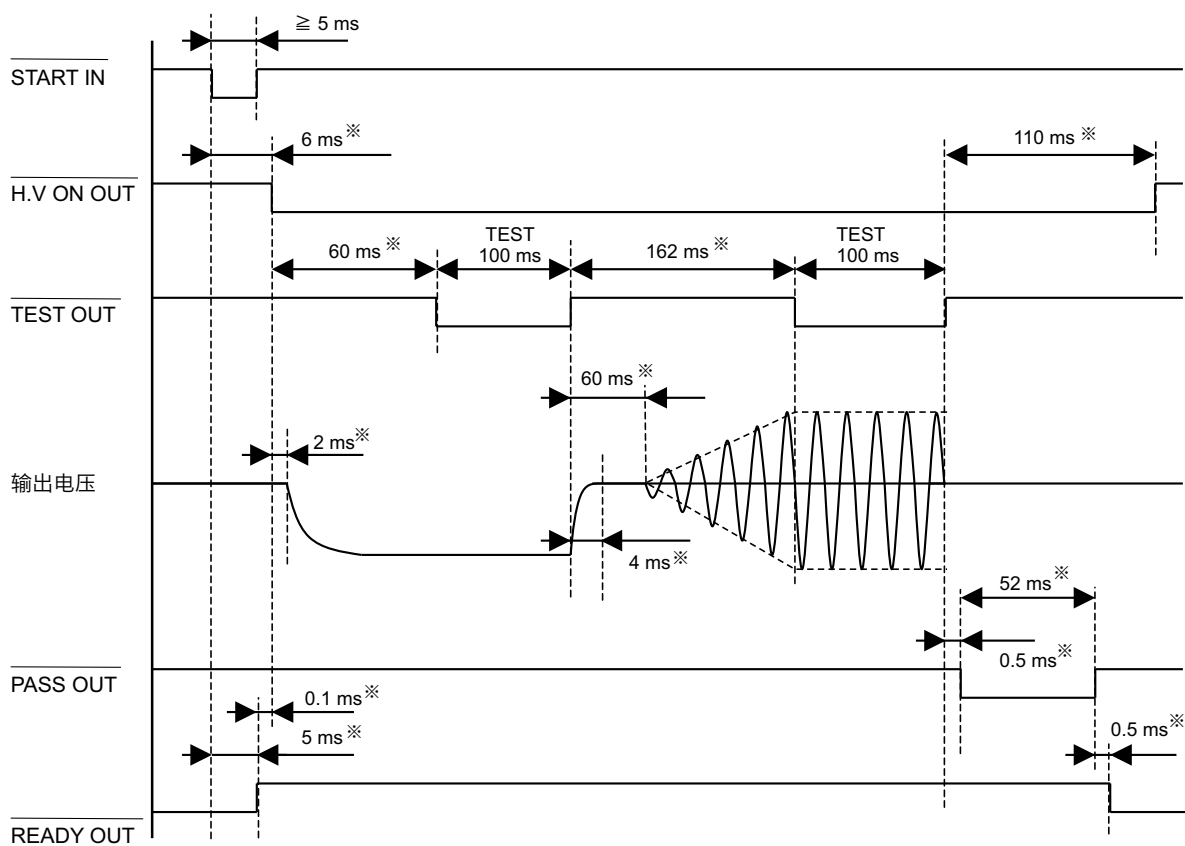 ≧ 5 ms
START IN
6 ms※
110 ms※
H.V ON OUT
60 ms※
TEST
100 ms
162 ms※
TEST
100 ms
TEST OUT
60 ms※
2 ms※
输出电压
4 ms※
52 ms※
0.5 ms※
PASS OUT
0.1 ms※
5 ms※
0.5 ms※
READY OUT